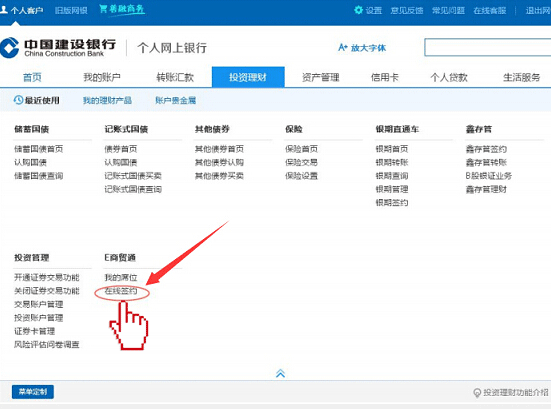 个人客户 旧版网银 善融商务 设置 意见反馈 常见问题 在线客服 退出网
中国建设银行 个人网上银行 A+ 放大字体
China Construction Bank
首页 我的账户 转账汇款 投资理财 资产管理 信用卡 个人贷款 生活服务
最近使用 我的理财产品 账户贵金属
储蓄国债 记账式国债 其他债券 保险 银期直通车 鑫存管
储蓄国债首页 债券首页 其他债券首页 保险首页 银期首页 鑫存管签约
认购国债 认购国债 其他债券认购 保险交易 银期转账 鑫存管转账
储蓄国债查询 记账式国债买卖 其他债券买卖 保险设置 银期查询 B股银证业务
记账式国债查询 银期管理 鑫存管理财
银期签约
投资管理 E商贸通
开通证券交易功能 我的席位
关闭证券交易功能 在线签约
交易账户管理
投资账户管理
证券卡管理
风险评估问卷调查
菜单定制 投资理财功能介绍